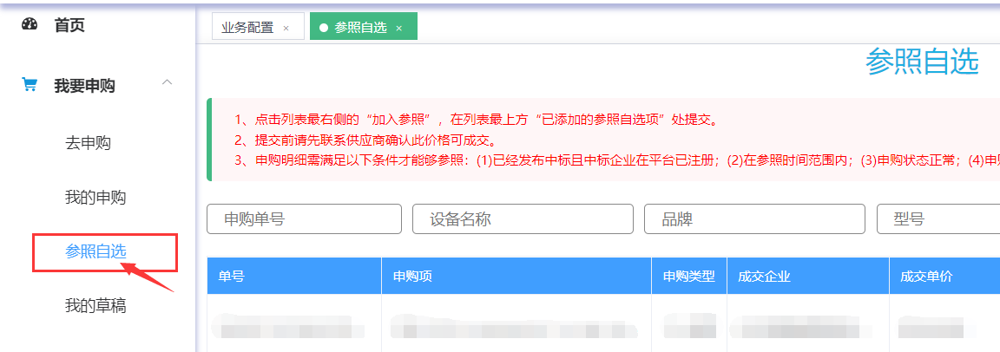 首页
我要申购
去申购
我的申购
参照自选
我的草稿
业务配置 ×
参照自选 ×
参照自选
1、点击列表最右侧的“加入参照”，在列表最上方“已添加的参照自选项”处提交。
2、提交前请先联系供应商确认此价格可成交。
3、申购明细需满足以下条件才能够参照：(1)已经发布中标且中标企业在平台已注册；(2)在参照时间范围内；(3)申购状态正常；(4)申
申购单号 设备名称 品牌 型号
单号 申购项 申购类型 成交企业 成交单价